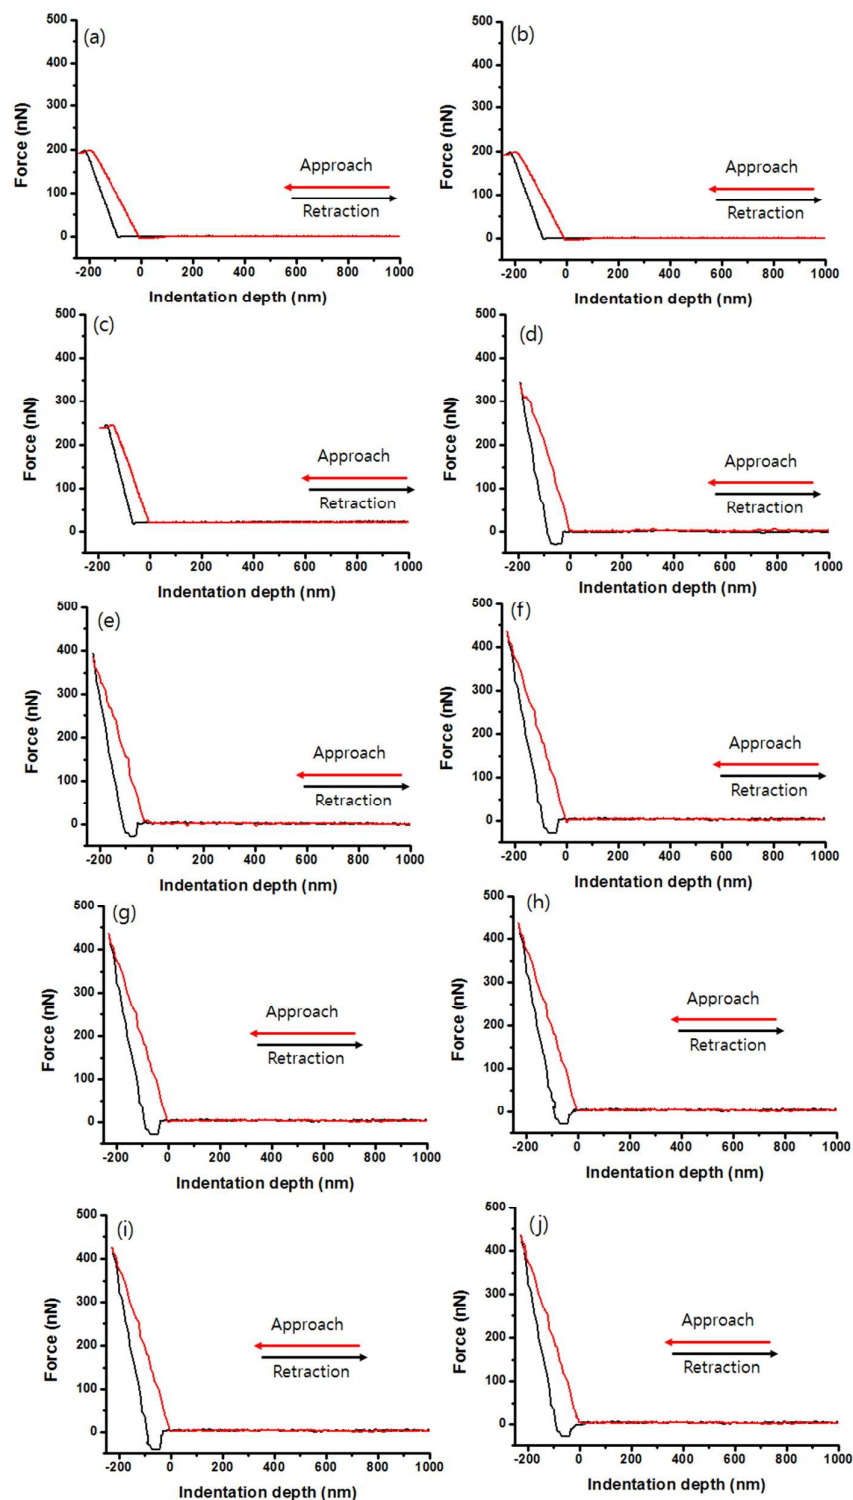 (a)
Force (nN)
500
400
300
200
100
0
Approach
Retraction
-200 0 200 400 600 800 1000
Indentation depth (nm)
(b)
Force (nN)
500
400
300
200
100
0
Approach
Retraction
-200 0 200 400 600 800 1000
Indentation depth (nm)
(c)
Force (nN)
500
400
300
200
100
0
Approach
Retraction
-200 0 200 400 600 800 1000
Indentation depth (nm)
(d)
Force (nN)
500
400
300
200
100
0
Approach
Retraction
-200 0 200 400 600 800 1000
Indentation depth (nm)
(e)
Force (nN)
500
400
300
200
100
0
Approach
Retraction
-200 0 200 400 600 800 1000
Indentation depth (nm)
(f)
Force (nN)
500
400
300
200
100
0
Approach
Retraction
-200 0 200 400 600 800 1000
Indentation depth (nm)
(g)
Force (nN)
500
400
300
200
100
0
Approach
Retraction
-200 0 200 400 600 800 1000
Indentation depth (nm)
(h)
Force (nN)
500
400
300
200
100
0
Approach
Retraction
-200 0 200 400 600 800 1000
Indentation depth (nm)
(i)
Force (nN)
500
400
300
200
100
0
Approach
Retraction
-200 0 200 400 600 800 1000
Indentation depth (nm)
(j)
Force (nN)
500
400
300
200
100
0
Approach
Retraction
-200 0 200 400 600 800 1000
Indentation depth (nm)